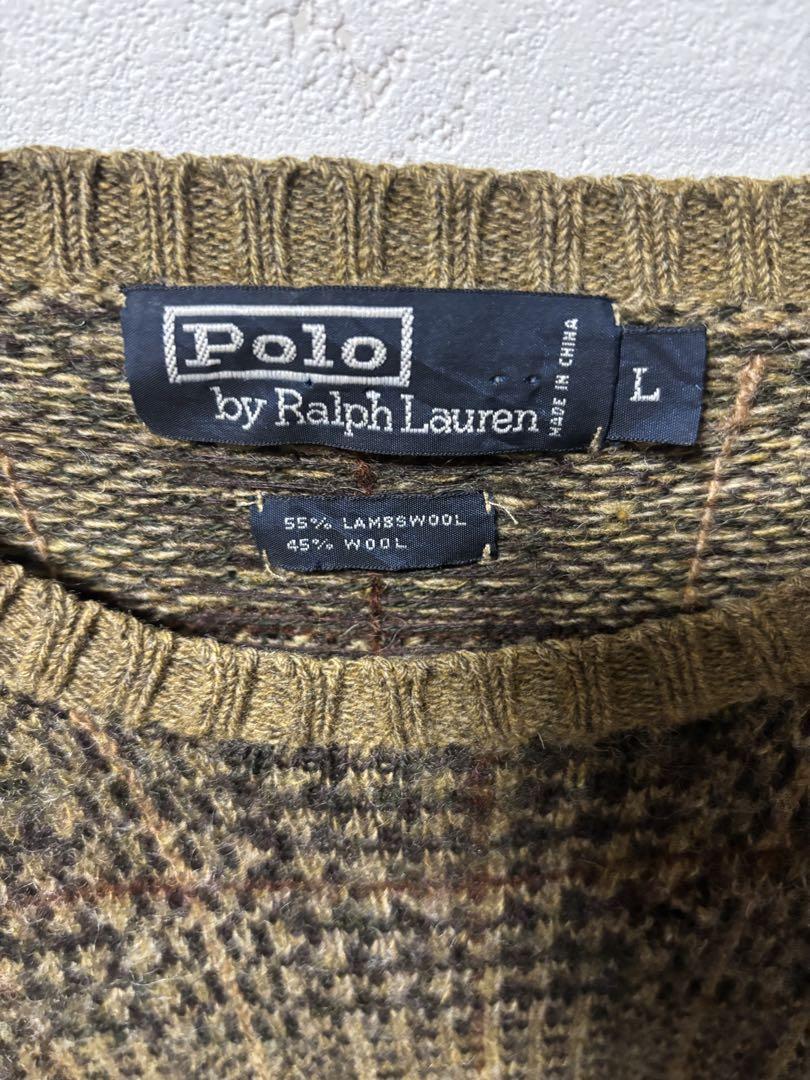 Polo
by Ralph Lauren
MADE IN CHINA
L
55% LAMBSWOOL
45% WOOL